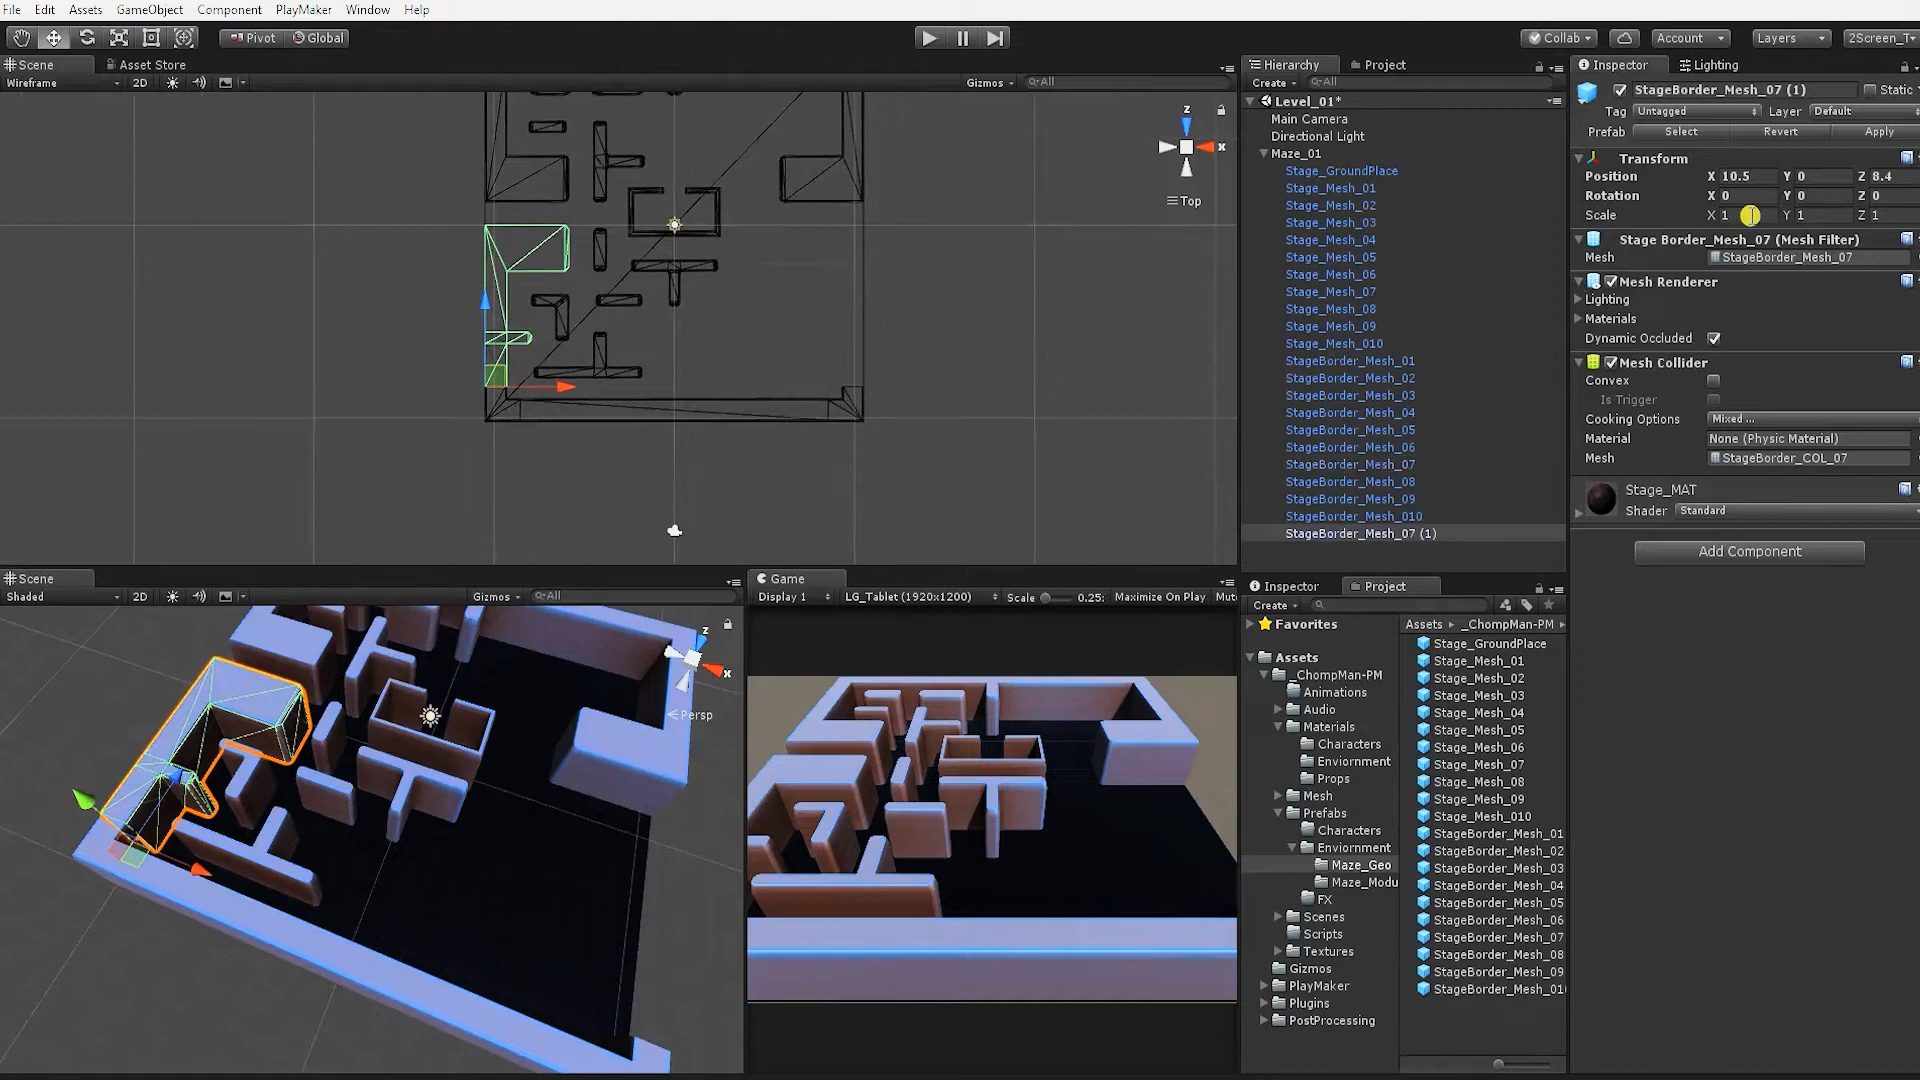 File Edit Assets GameObject Component PlayMaker Window Help
Pivot Global Collab Account Layers 2Screen_T
Scene Asset Store
Wireframe 2D Gizmos All
z
x
Top
Hierarchy Project
Create All
Level_01*
Main Camera
Directional Light
Maze_01
Stage_GroundPlace
Stage_Mesh_01
Stage_Mesh_02
Stage_Mesh_03
Stage_Mesh_04
Stage_Mesh_05
Stage_Mesh_06
Stage_Mesh_07
Stage_Mesh_08
Stage_Mesh_09
Stage_Mesh_010
StageBorder_Mesh_01
StageBorder_Mesh_02
StageBorder_Mesh_03
StageBorder_Mesh_04
StageBorder_Mesh_05
StageBorder_Mesh_06
StageBorder_Mesh_07
StageBorder_Mesh_08
StageBorder_Mesh_09
StageBorder_Mesh_010
StageBorder_Mesh_07 (1)
Inspector Lighting
StageBorder_Mesh_07 (1) Static
Tag Untagged Layer Default
Prefab Select Revert Apply
Transform
Position X 10.5 Y 0 Z 8.4
Rotation X 0 Y 0 Z 0
Scale X 1 Y 1 Z 1
Stage Border_Mesh_07 (Mesh Filter)
Mesh StageBorder_Mesh_07
Mesh Renderer
Lighting
Materials
Dynamic Occluded
Mesh Collider
Convex
Is Trigger
Cooking Options Mixed ...
Material None (Physic Material)
Mesh StageBorder_COL_07
Stage_MAT
Shader Standard
Add Component
Scene
Shaded 2D Gizmos All
z
x
Persp
Game
Display 1 LG_Tablet (1920x1200) Scale 0.25: Maximize On Play Mut
Inspector Project
Create
Favorites
Assets
_ChompMan-PM
Animations
Audio
Materials
Characters
Enviornment
Props
Mesh
Prefabs
Characters
Enviornment
Maze_Geo
Maze_Modu
FX
Scenes
Scripts
Textures
Gizmos
PlayMaker
Plugins
PostProcessing
Assets _ChompMan-PM
Stage_GroundPlace
Stage_Mesh_01
Stage_Mesh_02
Stage_Mesh_03
Stage_Mesh_04
Stage_Mesh_05
Stage_Mesh_06
Stage_Mesh_07
Stage_Mesh_08
Stage_Mesh_09
Stage_Mesh_010
StageBorder_Mesh_01
StageBorder_Mesh_02
StageBorder_Mesh_03
StageBorder_Mesh_04
StageBorder_Mesh_05
StageBorder_Mesh_06
StageBorder_Mesh_07
StageBorder_Mesh_08
StageBorder_Mesh_09
StageBorder_Mesh_01